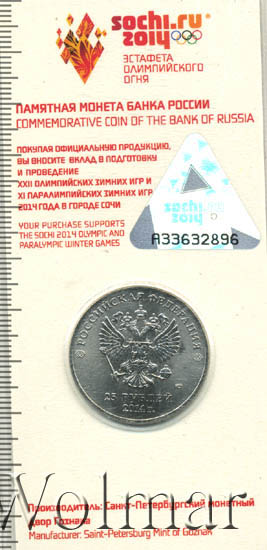 sochi.ru
2014
ЭСТАФЕТА
ОЛИМПИЙСКОГО
ОГНЯ
ПАМЯТНАЯ МОНЕТА БАНКА РОССИИ
COMMEMORATIVE COIN OF THE BANK OF RUSSIA
ПОКУПАЯ ОФИЦИАЛЬНУЮ ПРОДУКЦИЮ,
ВЫ ВНОСИТЕ ВКЛАД В ПОДГОТОВКУ
И ПРОВЕДЕНИЕ
XXII ОЛИМПИЙСКИХ ЗИМНИХ ИГР И
XI ПАРАЛИМПИЙСКИХ ЗИМНИХ ИГР
2014 ГОДА В ГОРОДЕ СОЧИ
YOUR PURCHASE SUPPORTS
THE SOCHI 2014 OLYMPIC AND
PARALYMPIC WINTER GAMES
A33632896
РОССИЙСКАЯ ФЕДЕРАЦИЯ
25 РУБЛЕЙ
2014 г.
Производитель: Санкт-Петербургский монетный
двор Гознака
Manufacturer: Saint-Petersburg Mint of Goznak
Wolmar